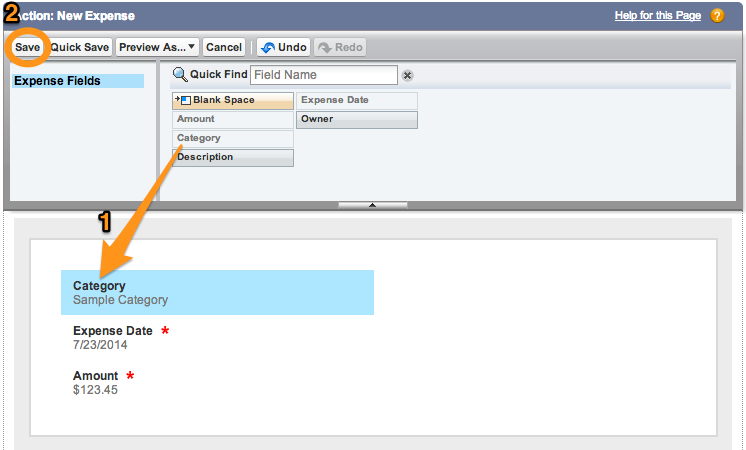 2
Action: New Expense
Help for this Page ?
Save Quick Save Preview As... Cancel Undo Redo
Expense Fields
Quick Find Field Name
Blank Space Expense Date
Amount Owner
Category
Description
1
Category
Sample Category
Expense Date *
7/23/2014
Amount *
$123.45